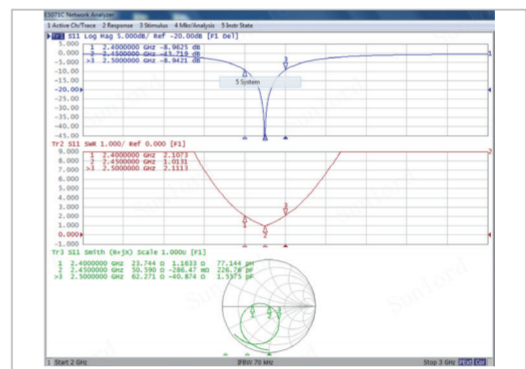 E5071C Network Analyzer
1 Active Ch/Trace 2 Response 3 Stimulus 4 Mkr/Analysis 5 Instr State
Tr1 S11 Log Mag 5.000dB/ Ref -20.00dB [F1 Del]
5.000
0.000
-5.000
-10.00
-15.00
-20.00
-25.00
-30.00
-35.00
-40.00
-45.00
1 2.4000000 GHz -8.9625 dB
2 2.4500000 GHz -43.719 dB
>3 2.5000000 GHz -8.9421 dB
5 System
Tr2 S11 SWR 1.000/ Ref 0.000 [F1]
9.000
8.000
7.000
6.000
5.000
4.000
3.000
2.000
1.000
0.000
-1.000
1 2.4000000 GHz 2.1073
2 2.4500000 GHz 1.0131
>3 2.5000000 GHz 2.1113
Tr3 S11 Smith (R+jX) Scale 1.000U [F1]
1 2.4000000 GHz 23.744 Ω 1.1633 Ω 77.144 pH
2 2.4500000 GHz 50.590 Ω -286.47 mΩ 226.76 pF
>3 2.5000000 GHz 62.271 Ω -40.874 Ω 1.5575 pF
Sunlord
1 Start 2 GHz IFBW 70 kHz Stop 3 GHz